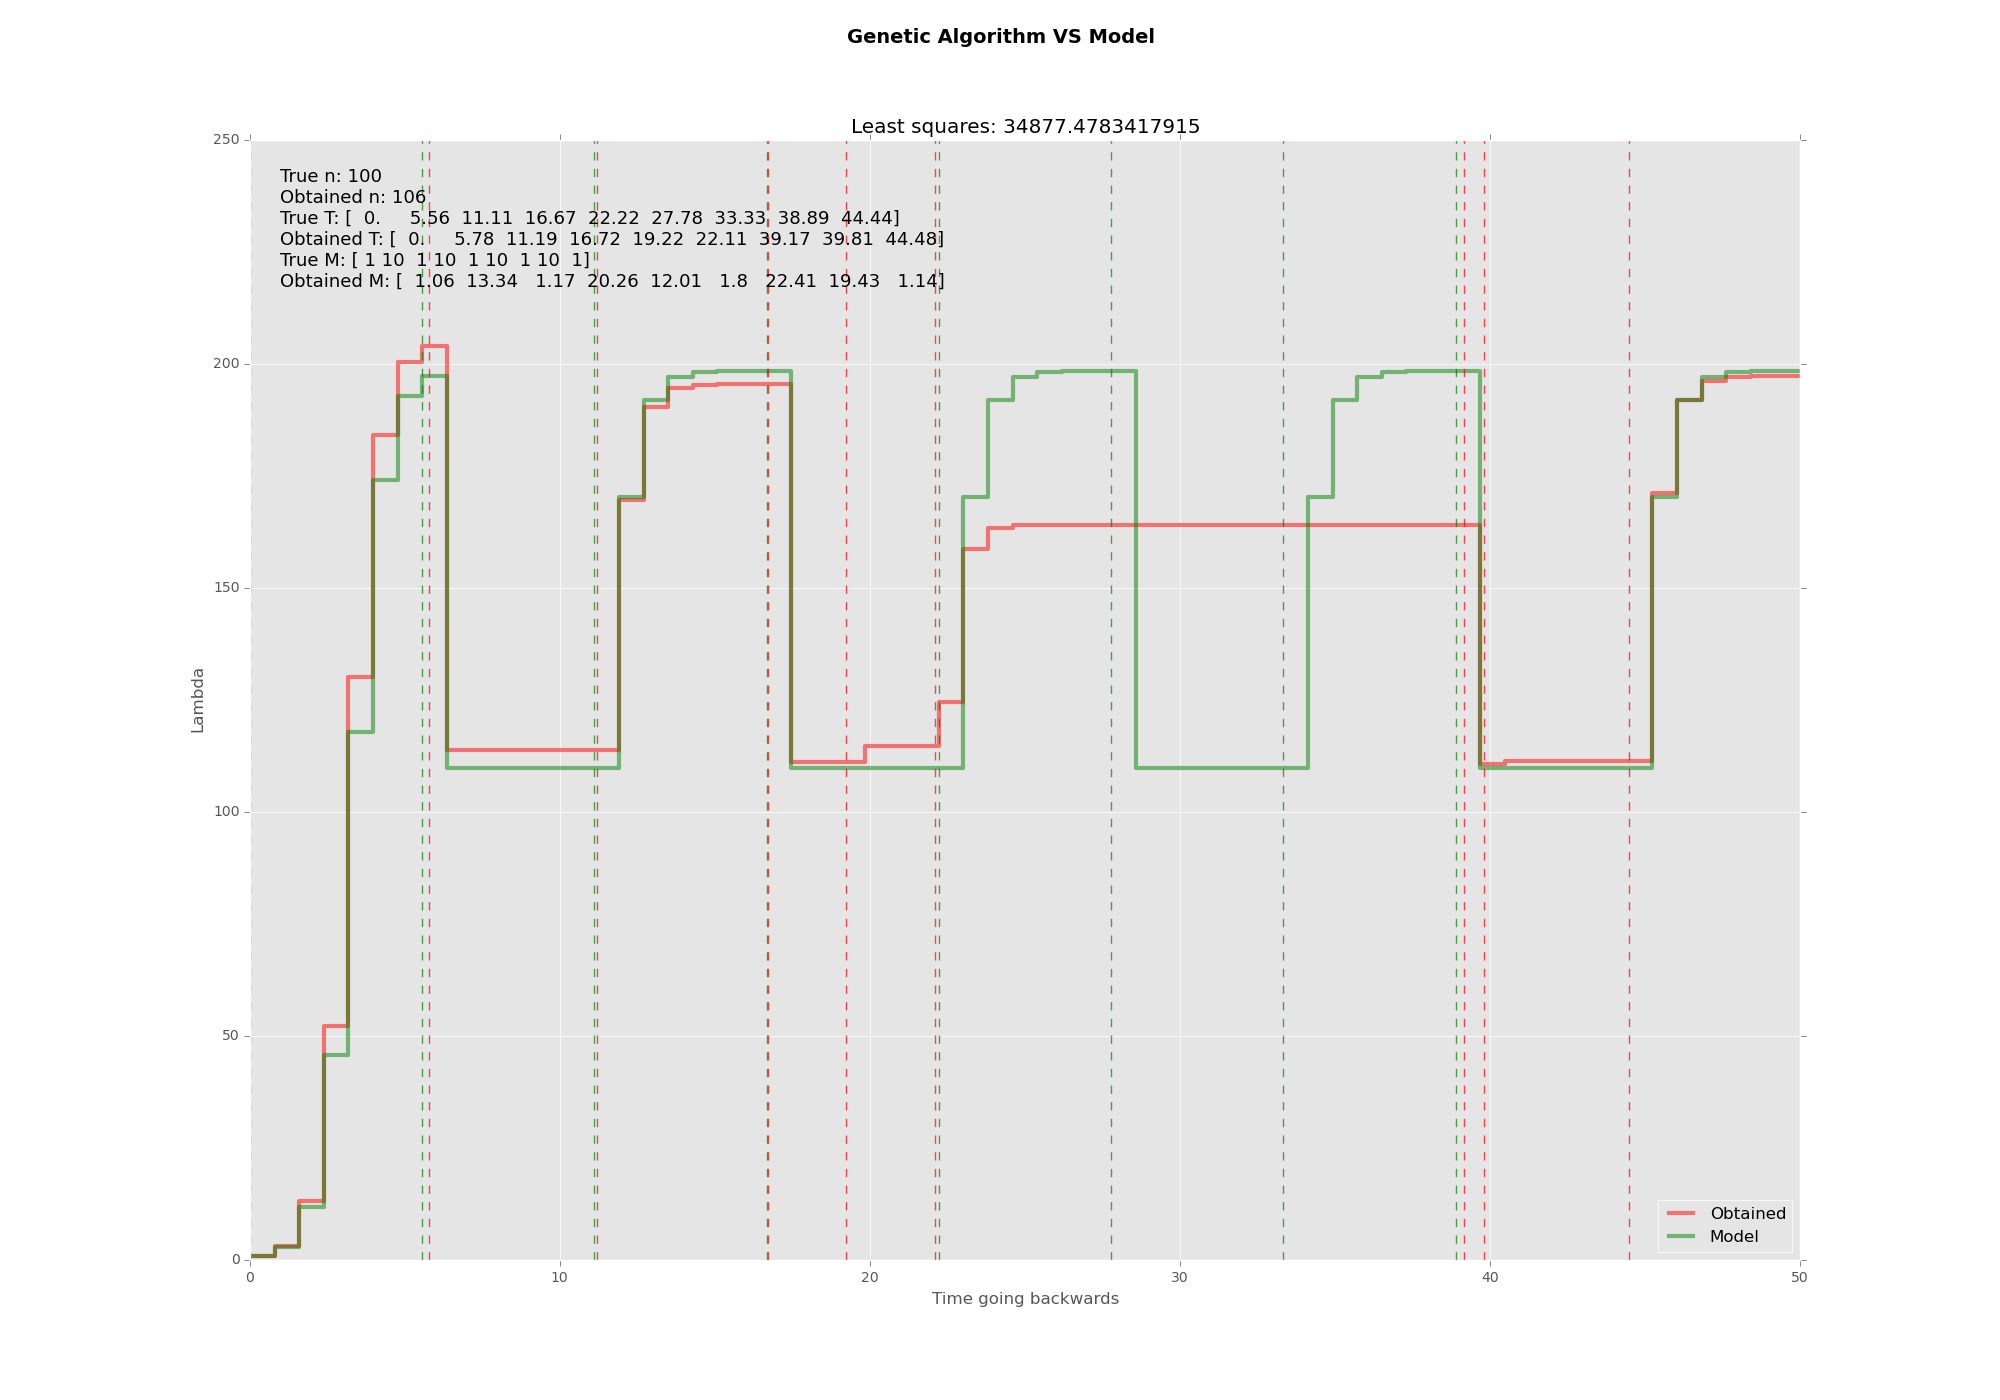 Genetic Algorithm VS Model
Least squares: 34877.4783417915
250
200
150
100
50
0
Lambda
True n: 100
Obtained n: 106
True T: [  0.     5.56  11.11  16.67  22.22  27.78  33.33  38.89  44.44]
Obtained T: [  0.     5.78  11.19  16.72  19.22  22.11  39.17  39.81  44.48]
True M: [ 1 10  1 10  1 10  1 10  1]
Obtained M: [  1.06  13.34   1.17  20.26  12.01   1.8   22.41  19.43   1.14]
Obtained
Model
0 10 20 30 40 50
Time going backwards